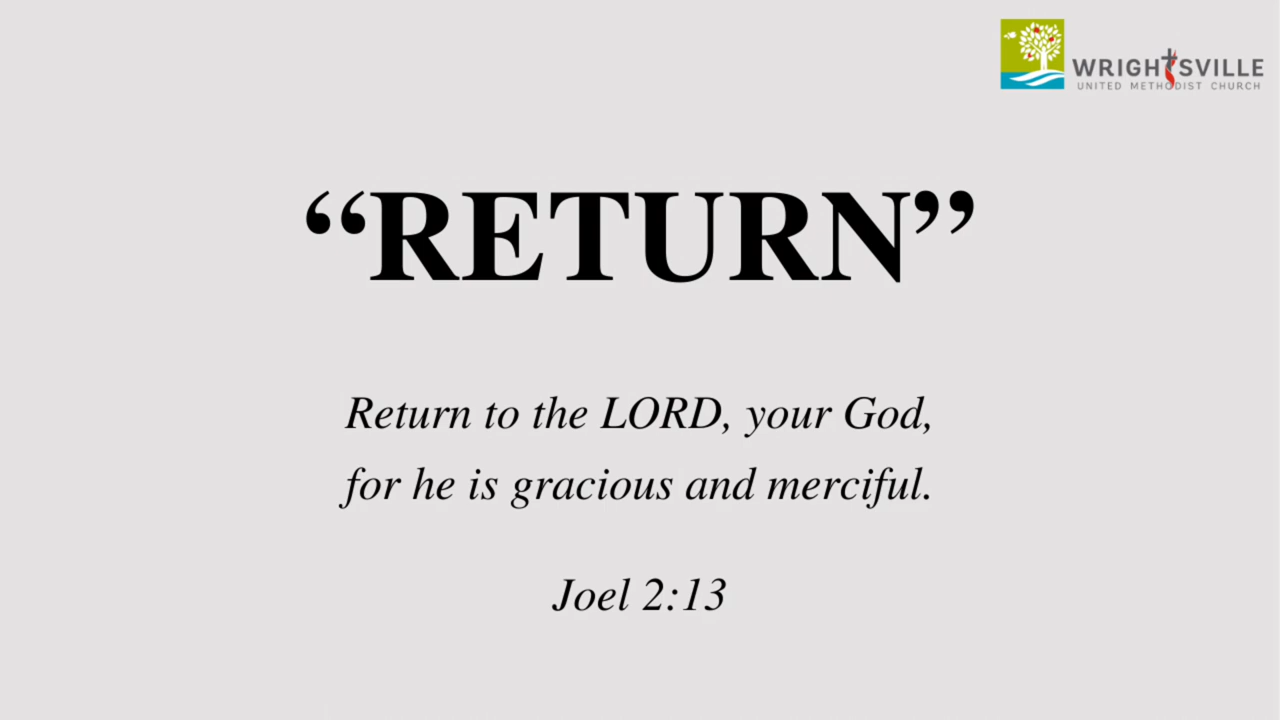 WRIGHTSVILLE
UNITED METHODIST CHURCH
“RETURN”
Return to the LORD, your God,
for he is gracious and merciful.
Joel 2:13